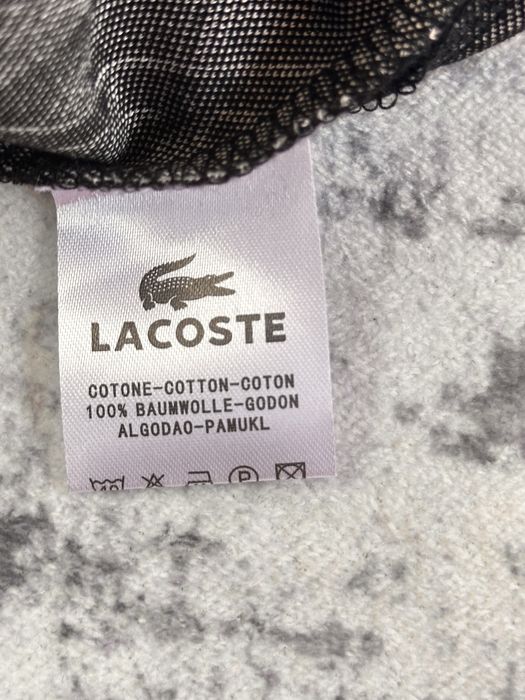 LACOSTE
COTONE-COTTON-COTON
100% BAUMWOLLE-GODON
ALGODAO-PAMUKL
P